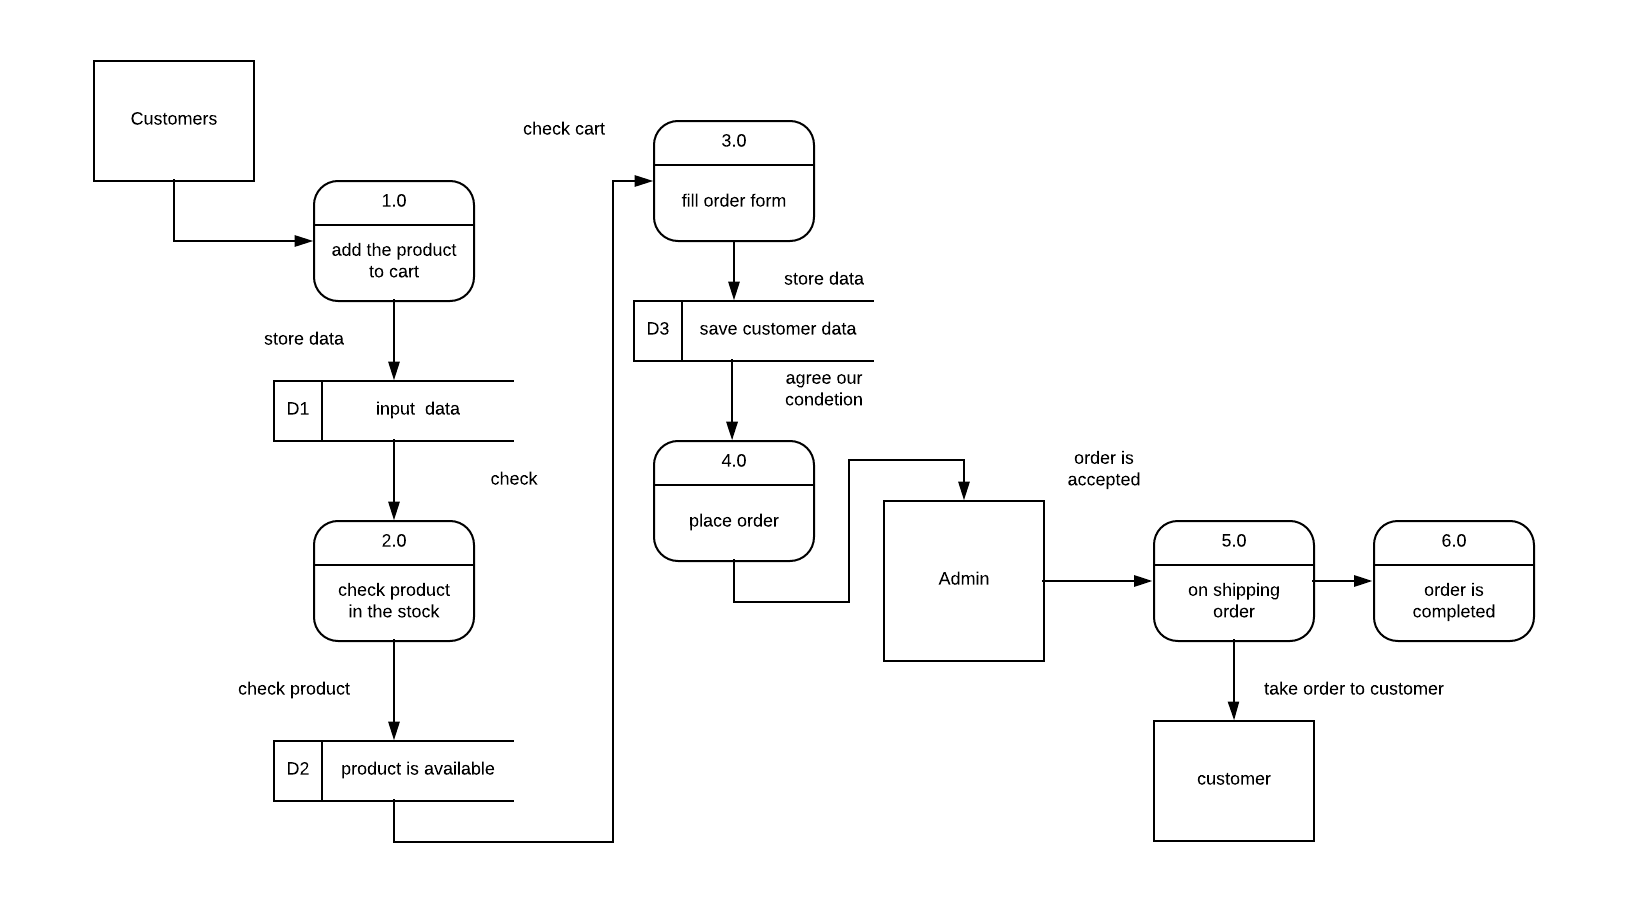 Customers
1.0
add the product
to cart
store data
D1
input  data
check
2.0
check product
in the stock
check product
D2
product is available
check cart
3.0
fill order form
store data
D3
save customer data
agree our
condetion
4.0
place order
Admin
order is
accepted
5.0
on shipping
order
6.0
order is
completed
take order to customer
customer